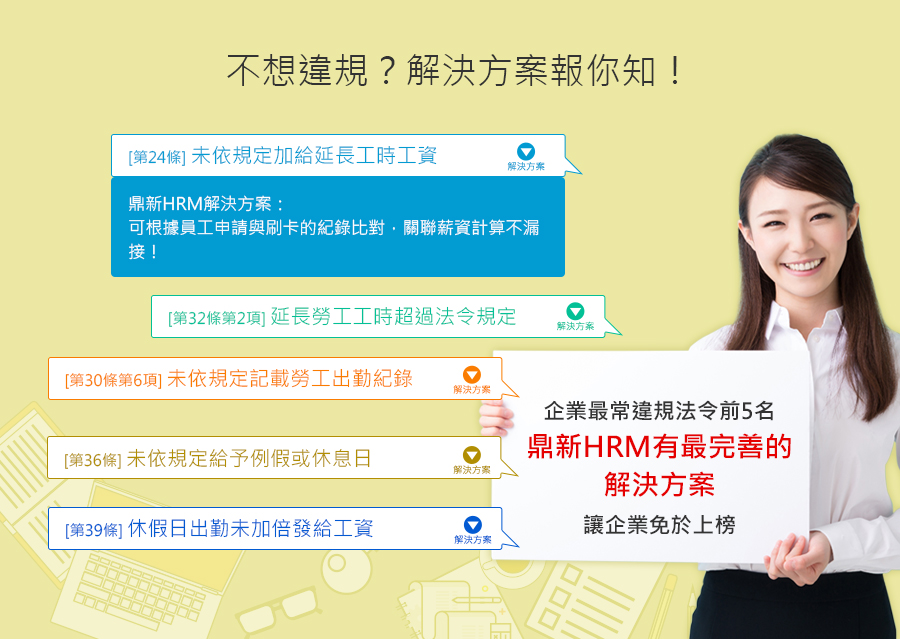 不想違規？解決方案報你知！
[第24條] 未依規定加給延長工時工資
解決方案
鼎新HRM解決方案：
可根據員工申請與刷卡的紀錄比對，關聯薪資計算不漏
接！
[第32條第2項] 延長勞工工時超過法令規定
解決方案
[第30條第6項] 未依規定記載勞工出勤紀錄
解決方案
[第36條] 未依規定給予例假或休息日
解決方案
[第39條] 休假日出勤未加倍發給工資
解決方案
企業最常違規法令前5名
鼎新HRM有最完善的
解決方案
讓企業免於上榜